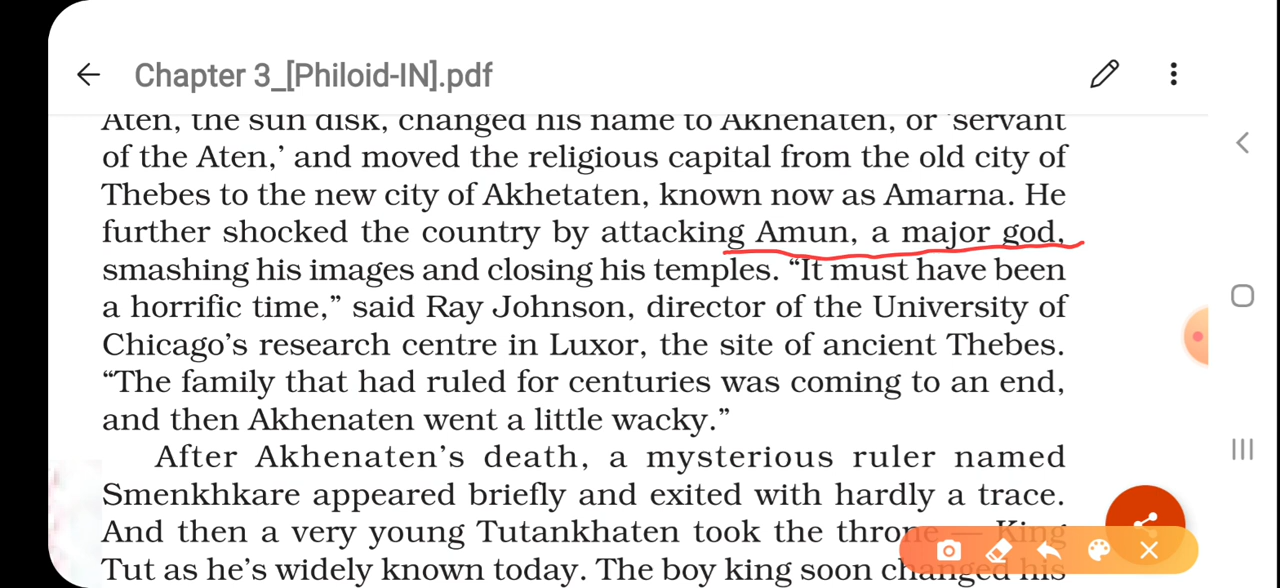 Chapter 3_[Philoid-IN].pdf
Aten, the sun disk, changed his name to Akhenaten, or ‘servant
of the Aten,’ and moved the religious capital from the old city of
Thebes to the new city of Akhetaten, known now as Amarna. He
further shocked the country by attacking Amun, a major god,
smashing his images and closing his temples. “It must have been
a horrific time,” said Ray Johnson, director of the University of
Chicago’s research centre in Luxor, the site of ancient Thebes.
“The family that had ruled for centuries was coming to an end,
and then Akhenaten went a little wacky.”
After Akhenaten’s death, a mysterious ruler named
Smenkhkare appeared briefly and exited with hardly a trace.
And then a very young Tutankhaten took the throne — King
Tut as he’s widely known today. The boy king soon changed his